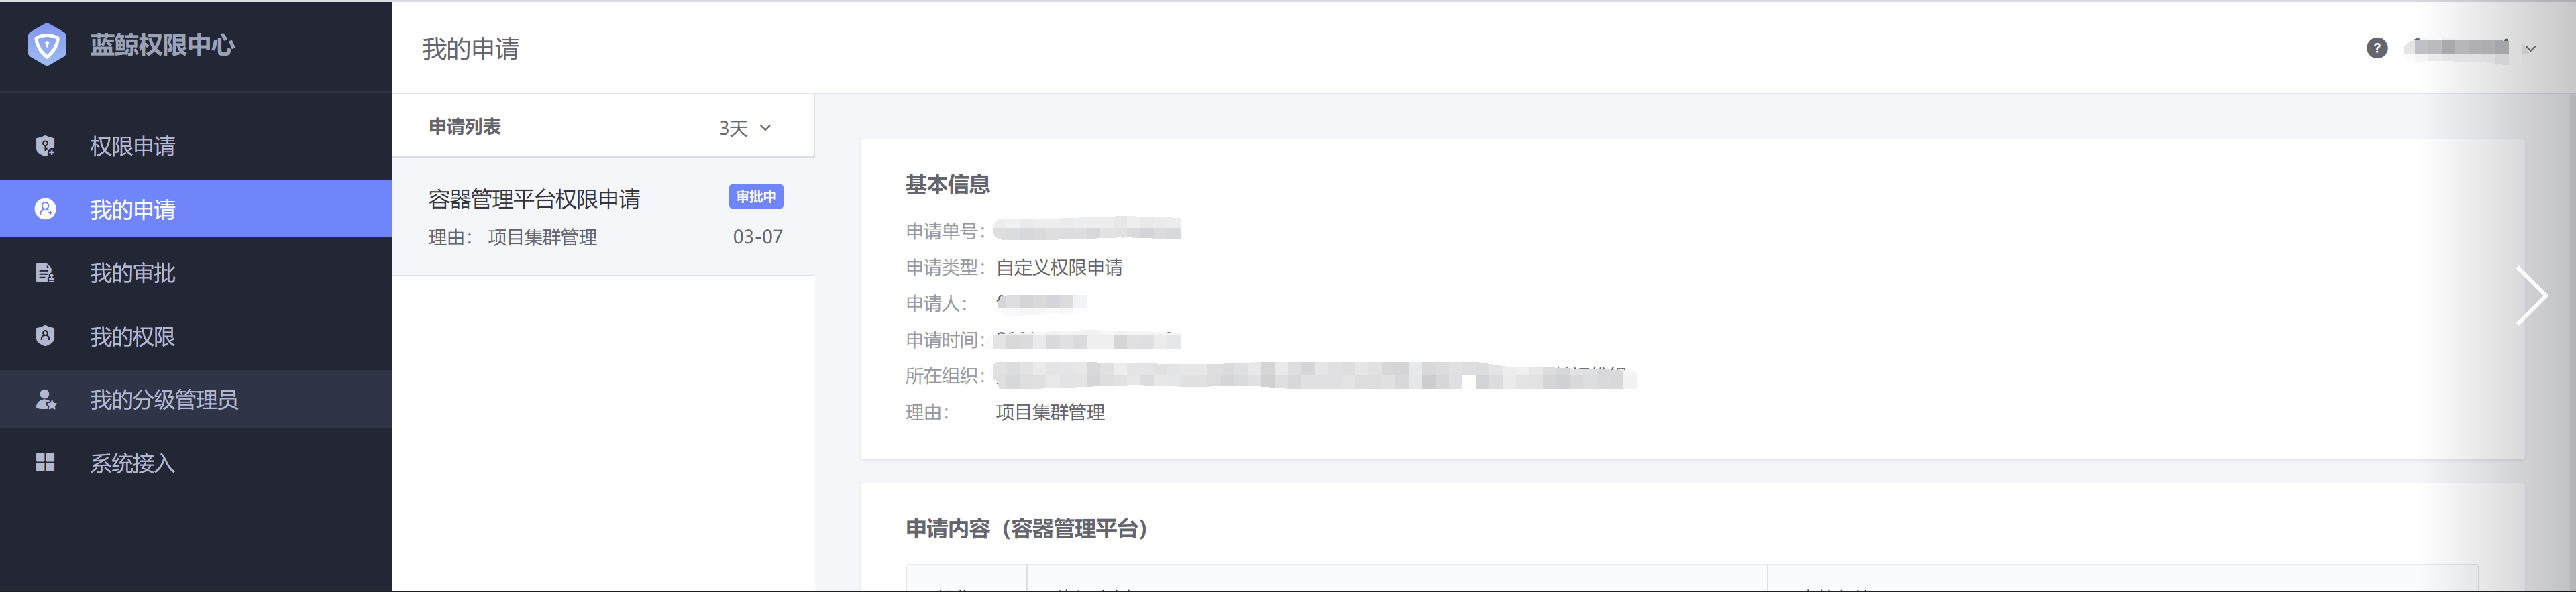 蓝鲸权限中心
权限申请
我的申请
我的审批
我的权限
我的分级管理员
系统接入
我的申请
?
申请列表 3天
容器管理平台权限申请 审批中
理由： 项目集群管理 03-07
基本信息
申请单号：
申请类型：自定义权限申请
申请人：
申请时间：
所在组织：
理由： 项目集群管理
申请内容（容器管理平台）